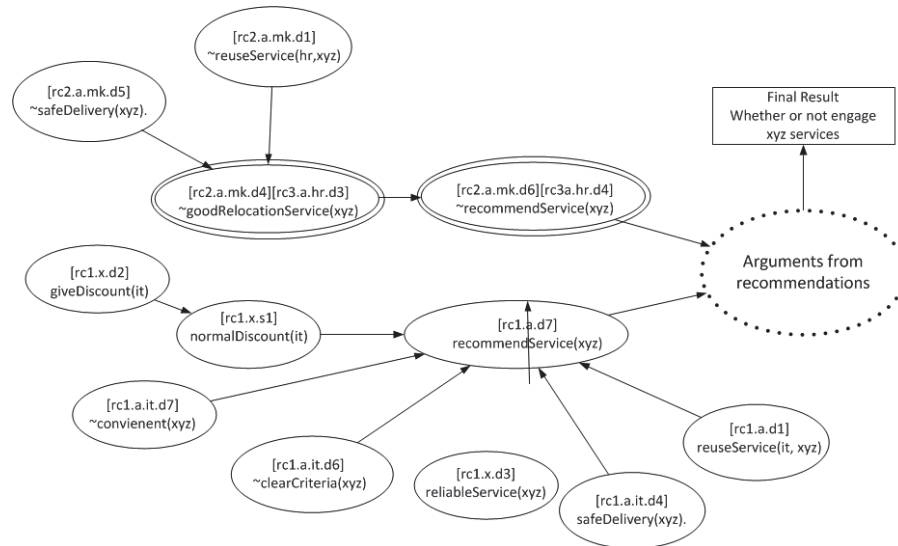 [rc2.a.mk.d1]
~reuseService(hr,xyz)
[rc2.a.mk.d5]
~safeDelivery(xyz).
Final Result
Whether or not engage
xyz services
[rc2.a.mk.d4][rc3.a.hr.d3]
~goodRelocationService(xyz)
[rc2.a.mk.d6][rc3a.hr.d4]
~recommendService(xyz)
Arguments from
recommendations
[rc1.x.d2]
giveDiscount(it)
[rc1.x.s1]
normalDiscount(it)
[rc1.a.d7]
recommendService(xyz)
[rc1.a.it.d7]
~convienent(xyz)
[rc1.a.d1]
reuseService(it, xyz)
[rc1.a.it.d6]
~clearCriteria(xyz)
[rc1.x.d3]
reliableService(xyz)
[rc1.a.it.d4]
safeDelivery(xyz).